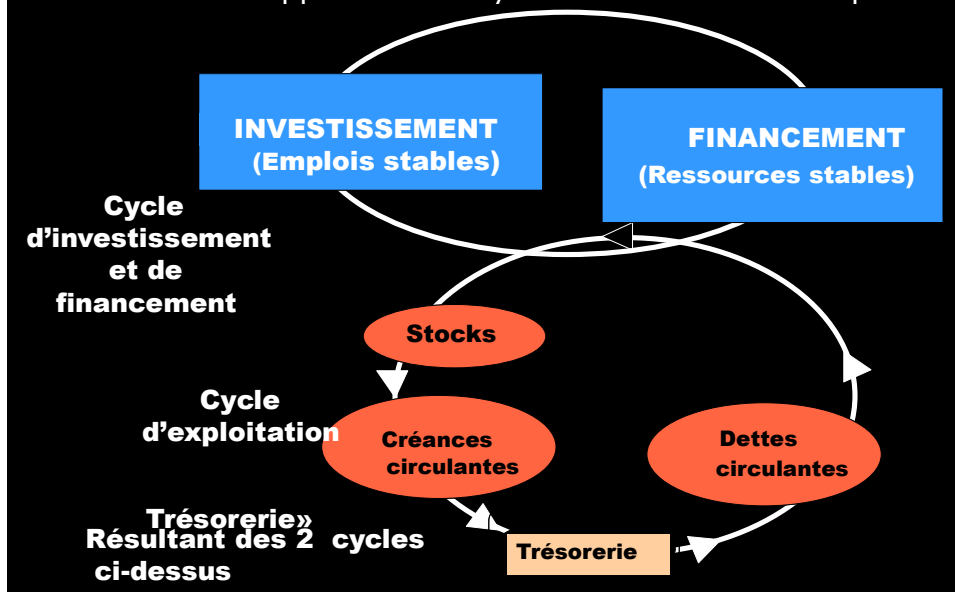 INVESTISSEMENT
(Emplois stables)
FINANCEMENT
(Ressources stables)
Cycle
d’investissement
et de
financement
Stocks
Cycle
d’exploitation
Créances
circulantes
Dettes
circulantes
Trésorerie»
Résultant des 2 cycles
ci-dessus
Trésorerie